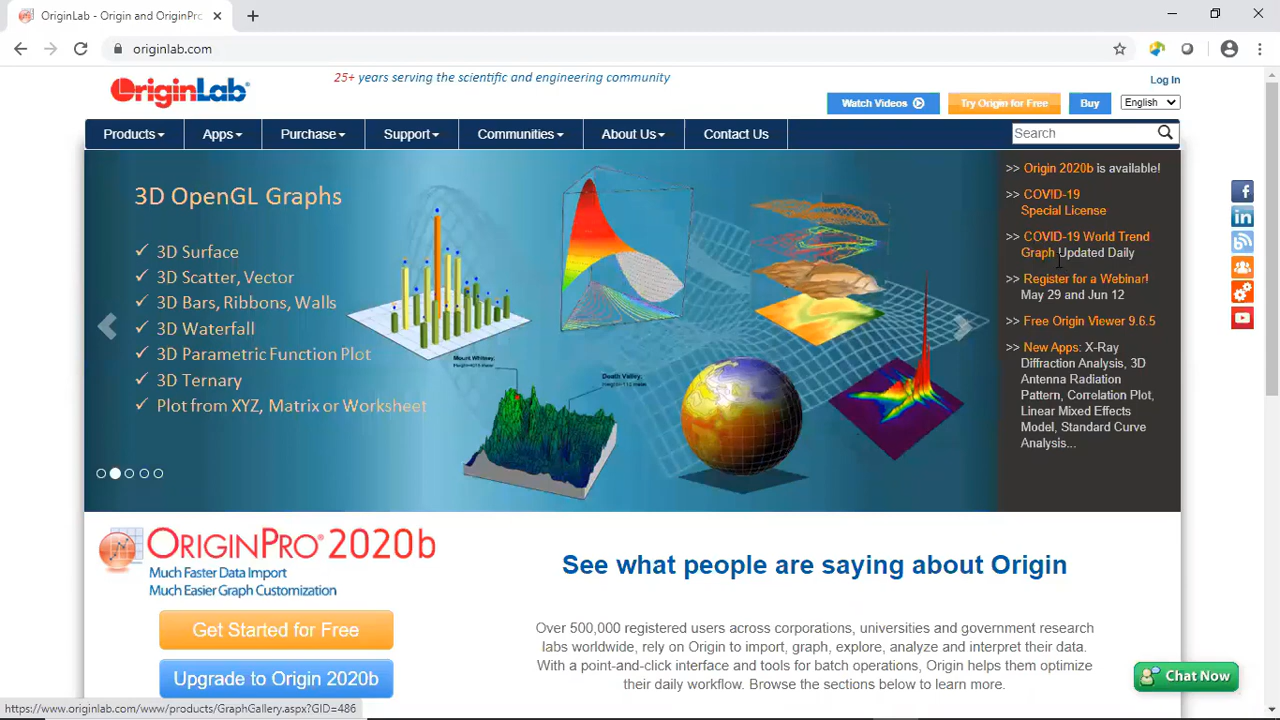 OriginLab - Origin and OriginPro
originlab.com
OriginLab®
25+ years serving the scientific and engineering community
Log In
Watch Videos
Try Origin for Free
Buy
English
Products
Apps
Purchase
Support
Communities
About Us
Contact Us
Search
3D OpenGL Graphs
✓ 3D Surface
✓ 3D Scatter, Vector
✓ 3D Bars, Ribbons, Walls
✓ 3D Waterfall
✓ 3D Parametric Function Plot
✓ 3D Ternary
✓ Plot from XYZ, Matrix or Worksheet
Mount Whitney,
Death Valley,
>> Origin 2020b is available!
>> COVID-19
Special License
>> COVID-19 World Trend
Graph Updated Daily
>> Register for a Webinar!
May 29 and Jun 12
>> Free Origin Viewer 9.6.5
>> New Apps: X-Ray
Diffraction Analysis, 3D
Antenna Radiation
Pattern, Correlation Plot,
Linear Mixed Effects
Model, Standard Curve
Analysis...
ORIGINPRO® 2020b
Much Faster Data Import
Much Easier Graph Customization
Get Started for Free
Upgrade to Origin 2020b
See what people are saying about Origin
Over 500,000 registered users across corporations, universities and government research
labs worldwide, rely on Origin to import, graph, explore, analyze and interpret their data.
With a point-and-click interface and tools for batch operations, Origin helps them optimize
their daily workflow. Browse the sections below to learn more.
Chat Now
https://www.originlab.com/www/products/GraphGallery.aspx?GID=486